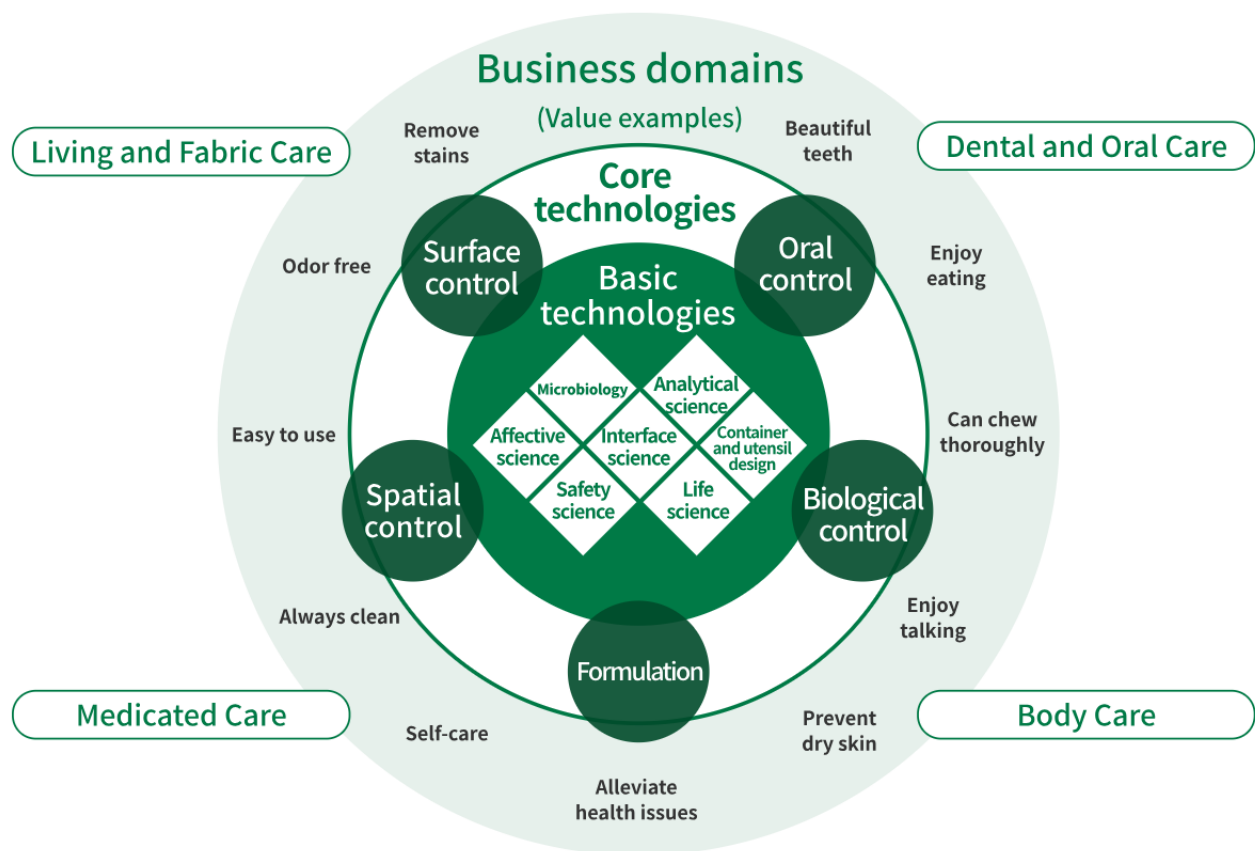 Business domains
(Value examples)
Living and Fabric Care
Dental and Oral Care
Remove
stains
Beautiful
teeth
Core
technologies
Surface
control
Oral
control
Odor free
Enjoy
eating
Basic
technologies
Microbiology
Analytical
science
Affective
science
Interface
science
Container
and utensil
design
Safety
science
Life
science
Easy to use
Can chew
thoroughly
Spatial
control
Biological
control
Always clean
Enjoy
talking
Formulation
Medicated Care
Body Care
Self-care
Prevent
dry skin
Alleviate
health issues